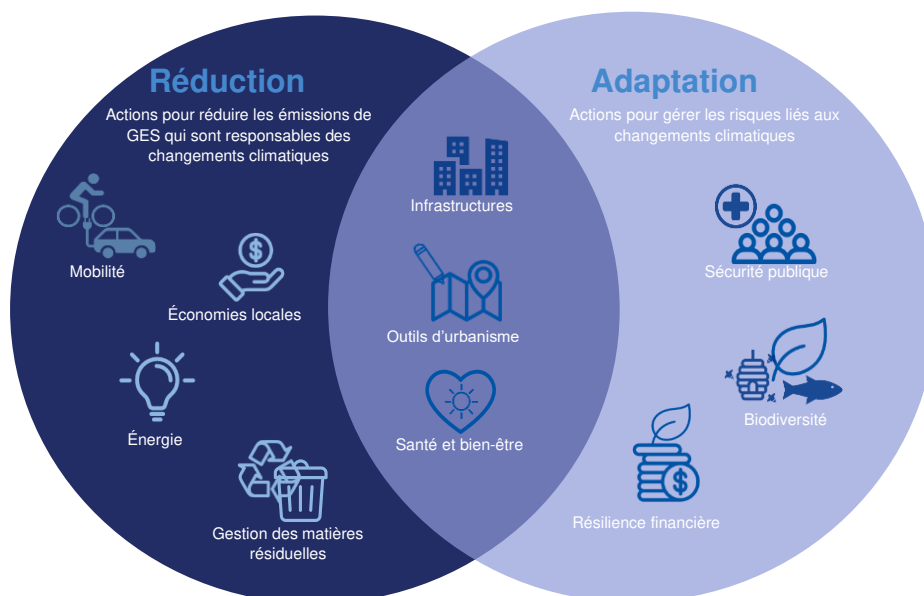 Réduction
Actions pour réduire les émissions de
GES qui sont responsables des
changements climatiques
Mobilité
Économies locales
Énergie
Gestion des matières
résiduelles
Infrastructures
Outils d'urbanisme
Santé et bien-être
Adaptation
Actions pour gérer les risques liés aux
changements climatiques
Sécurité publique
Biodiversité
Résilience financière